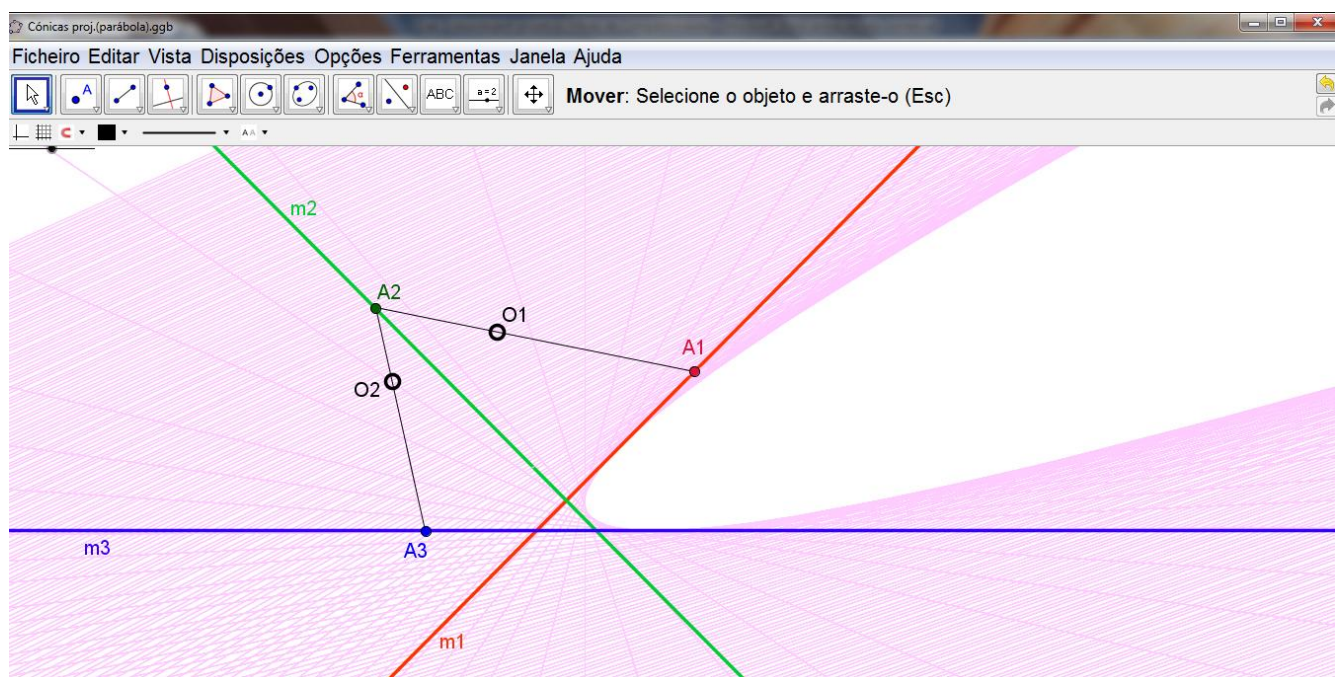 Cónicas proj.(parábola).ggb
Ficheiro Editar Vista Disposições Opções Ferramentas Janela Ajuda
A ABC a=2 Mover: Selecione o objeto e arraste-o (Esc)
AA
m2
A2
O1
A1
O2
m3
A3
m1